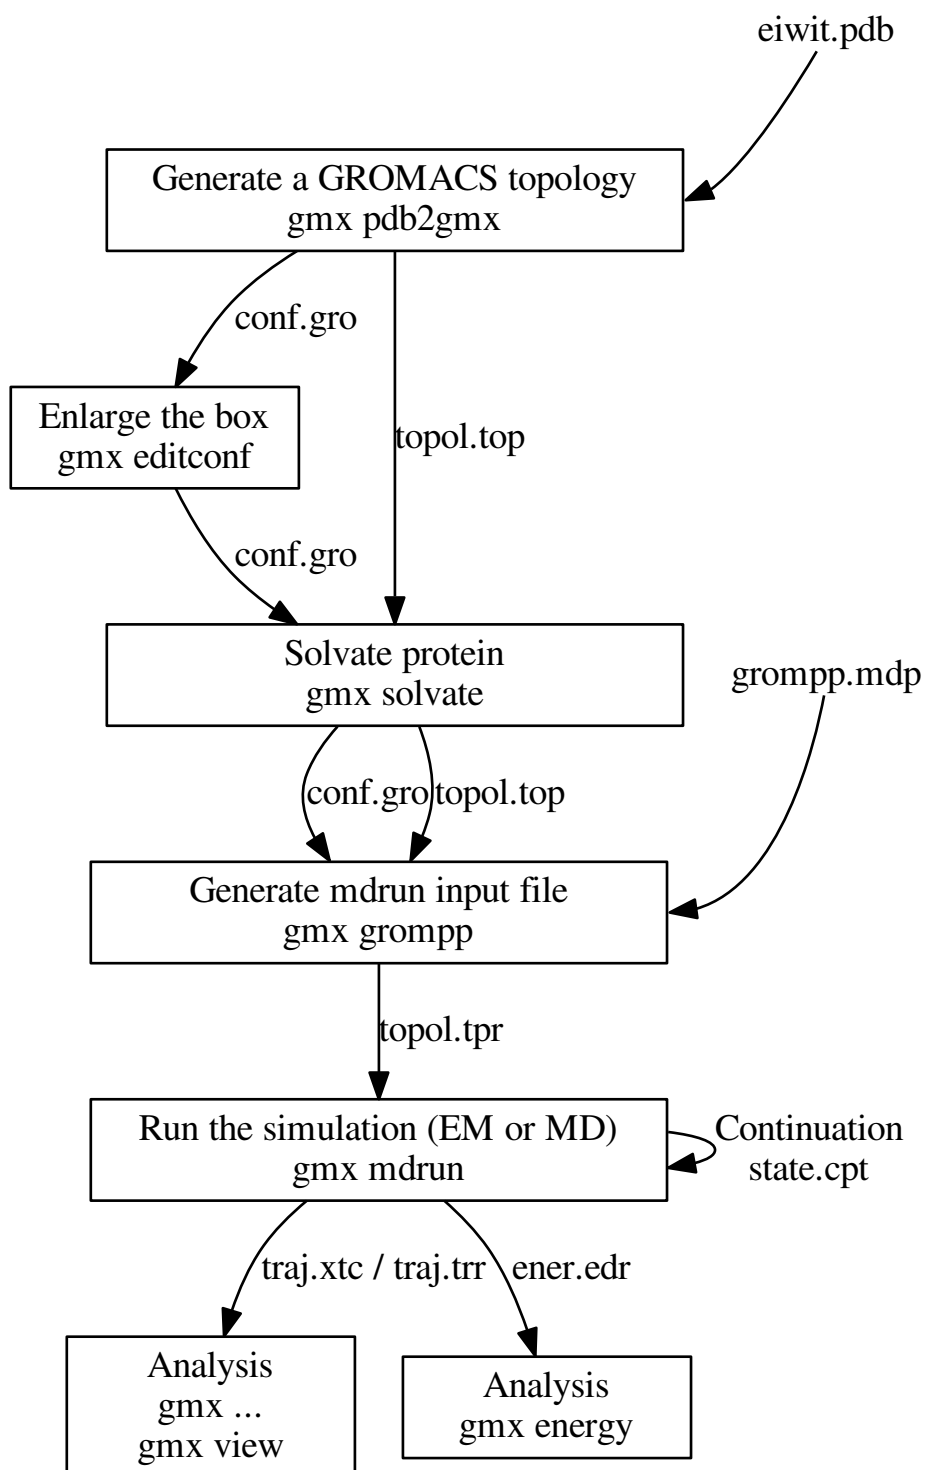 eiwit.pdb
Generate a GROMACS topology
gmx pdb2gmx
conf.gro
Enlarge the box
gmx editconf
topol.top
conf.gro
Solvate protein
gmx solvate
grompp.mdp
conf.gro
topol.top
Generate mdrun input file
gmx grompp
topol.tpr
Run the simulation (EM or MD)
gmx mdrun
Continuation
state.cpt
traj.xtc / traj.trr
ener.edr
Analysis
gmx ...
gmx view
Analysis
gmx energy